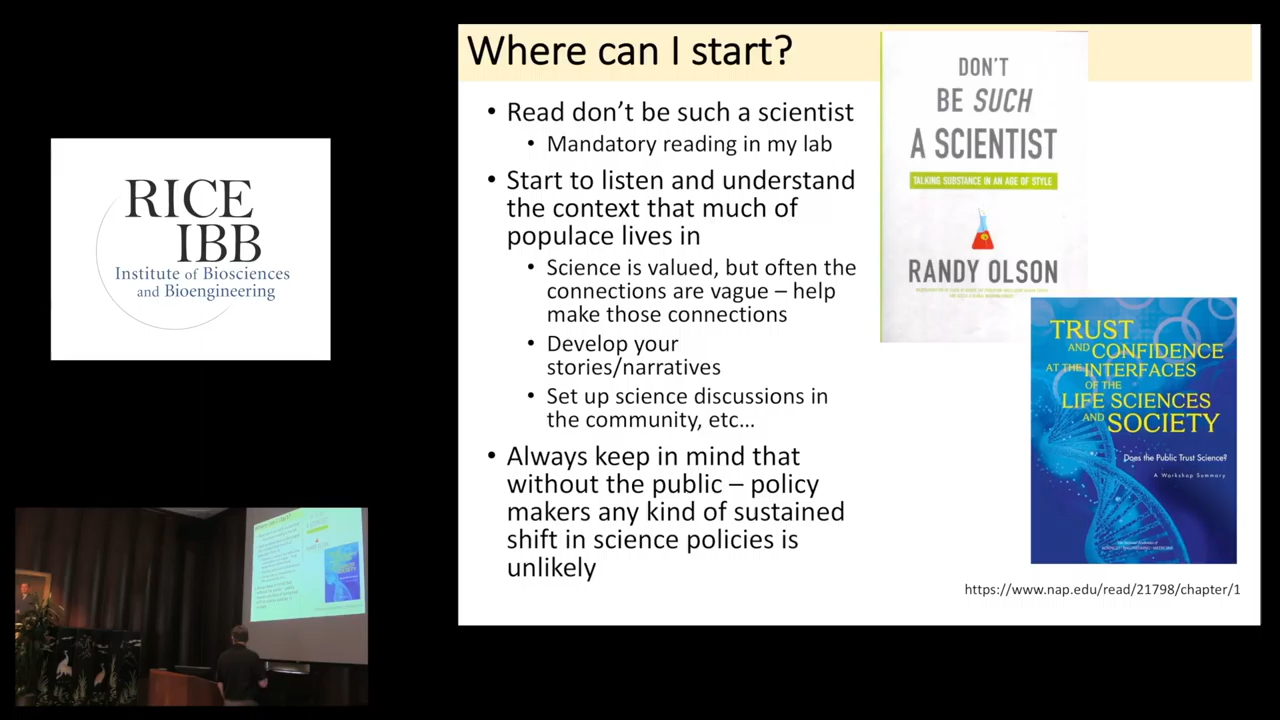 RICE
IBB
Institute of Biosciences
and Bioengineering
Where can I start?
• Read don’t be such a scientist
• Mandatory reading in my lab
• Start to listen and understand
the context that much of
populace lives in
• Science is valued, but often the
connections are vague – help
make those connections
• Develop your
stories/narratives
• Set up science discussions in
the community, etc…
• Always keep in mind that
without the public – policy
makers any kind of sustained
shift in science policies is
unlikely
DON’T
BE SUCH
A SCIENTIST
TALKING SUBSTANCE IN AN AGE OF STYLE
RANDY OLSON
TRUST
AND CONFIDENCE
AT THE INTERFACES
OF THE
LIFE SCIENCES
AND SOCIETY
Does the Public Trust Science?
A Workshop Summary
https://www.nap.edu/read/21798/chapter/1